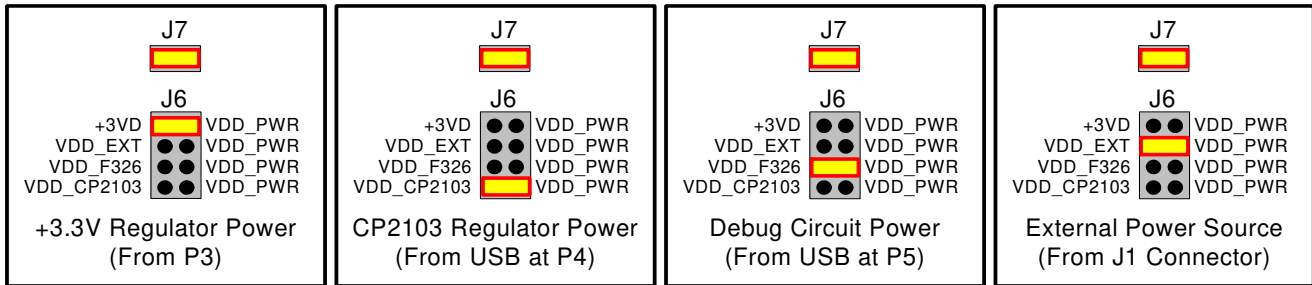 J7
J6
+3VD VDD_PWR
VDD_EXT VDD_PWR
VDD_F326 VDD_PWR
VDD_CP2103 VDD_PWR
+3.3V Regulator Power
(From P3)
J7
J6
+3VD VDD_PWR
VDD_EXT VDD_PWR
VDD_F326 VDD_PWR
VDD_CP2103 VDD_PWR
CP2103 Regulator Power
(From USB at P4)
J7
J6
+3VD VDD_PWR
VDD_EXT VDD_PWR
VDD_F326 VDD_PWR
VDD_CP2103 VDD_PWR
Debug Circuit Power
(From USB at P5)
J7
J6
+3VD VDD_PWR
VDD_EXT VDD_PWR
VDD_F326 VDD_PWR
VDD_CP2103 VDD_PWR
External Power Source
(From J1 Connector)